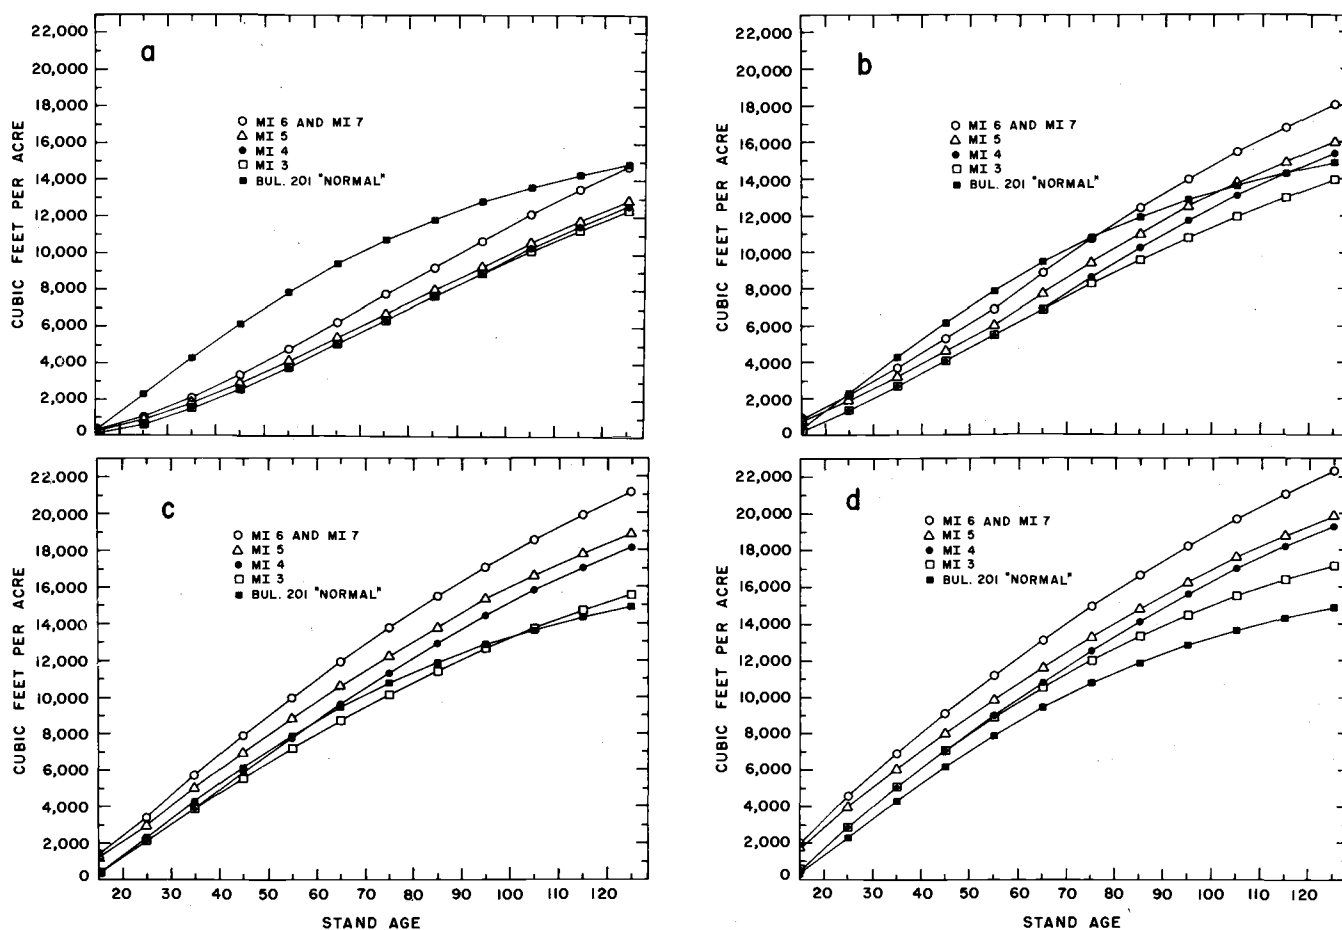 a
22,000
20,000
18,000
16,000
14,000
12,000
10,000
8,000
6,000
4,000
2,000
0
CUBIC FEET PER ACRE
MI 6 AND MI 7
MI 5
MI 4
MI 3
BUL. 201 "NORMAL"
b
22,000
20,000
18,000
16,000
14,000
12,000
10,000
8,000
6,000
4,000
2,000
0
CUBIC FEET PER ACRE
MI 6 AND MI 7
MI 5
MI 4
MI 3
BUL. 201 "NORMAL"
c
22,000
20,000
18,000
16,000
14,000
12,000
10,000
8,000
6,000
4,000
2,000
0
CUBIC FEET PER ACRE
MI 6 AND MI 7
MI 5
MI 4
MI 3
BUL. 201 "NORMAL"
20 30 40 50 60 70 80 90 100 110 120
STAND AGE
d
22,000
20,000
18,000
16,000
14,000
12,000
10,000
8,000
6,000
4,000
2,000
0
CUBIC FEET PER ACRE
MI 6 AND MI 7
MI 5
MI 4
MI 3
BUL. 201 "NORMAL"
20 30 40 50 60 70 80 90 100 110 120
STAND AGE